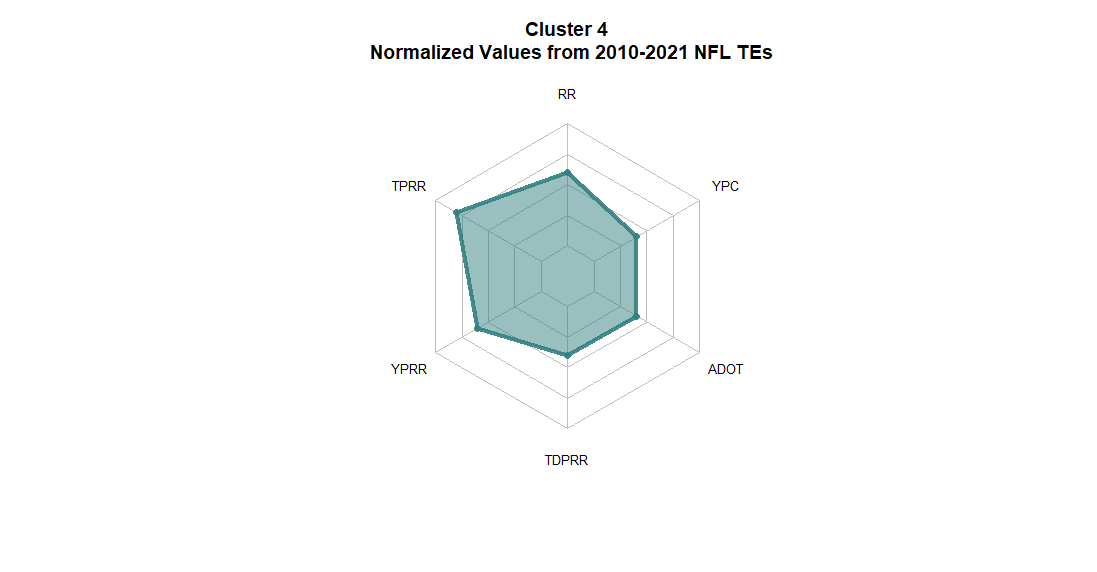 Cluster 4
Normalized Values from 2010-2021 NFL TEs
RR
TPRR
YPC
YPRR
ADOT
TDPRR